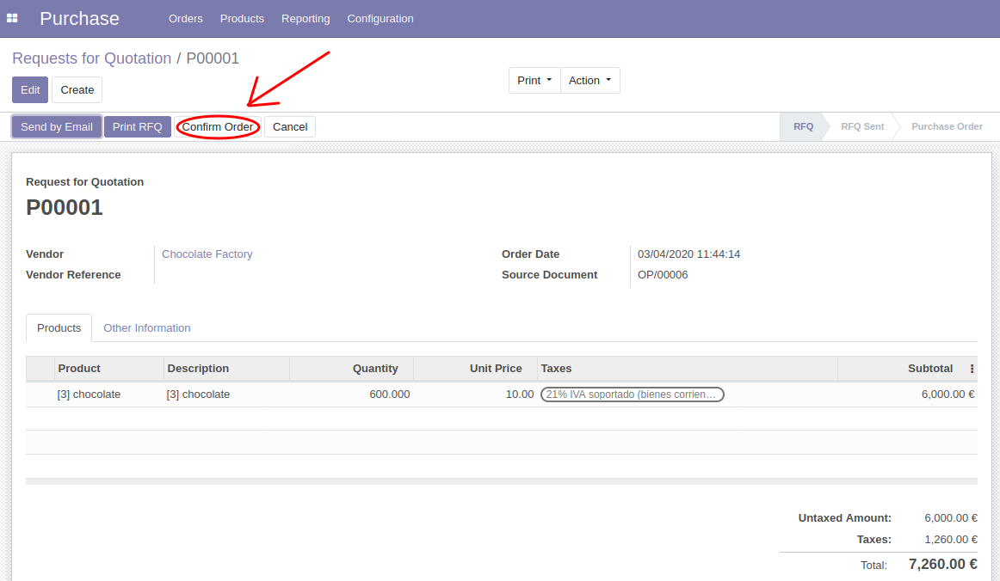 Purchase Orders Products Reporting Configuration
Requests for Quotation / P00001
Edit Create Print Action
Send by Email Print RFQ Confirm Order Cancel RFQ RFQ Sent Purchase Order
Request for Quotation
P00001
Vendor Chocolate Factory Order Date 03/04/2020 11:44:14
Vendor Reference Source Document OP/00006
Products Other Information
Product Description Quantity Unit Price Taxes Subtotal
[3] chocolate [3] chocolate 600.000 10.00 21% IVA soportado (bienes corrien… 6,000.00 €
Untaxed Amount: 6,000.00 €
Taxes: 1,260.00 €
Total: 7,260.00 €